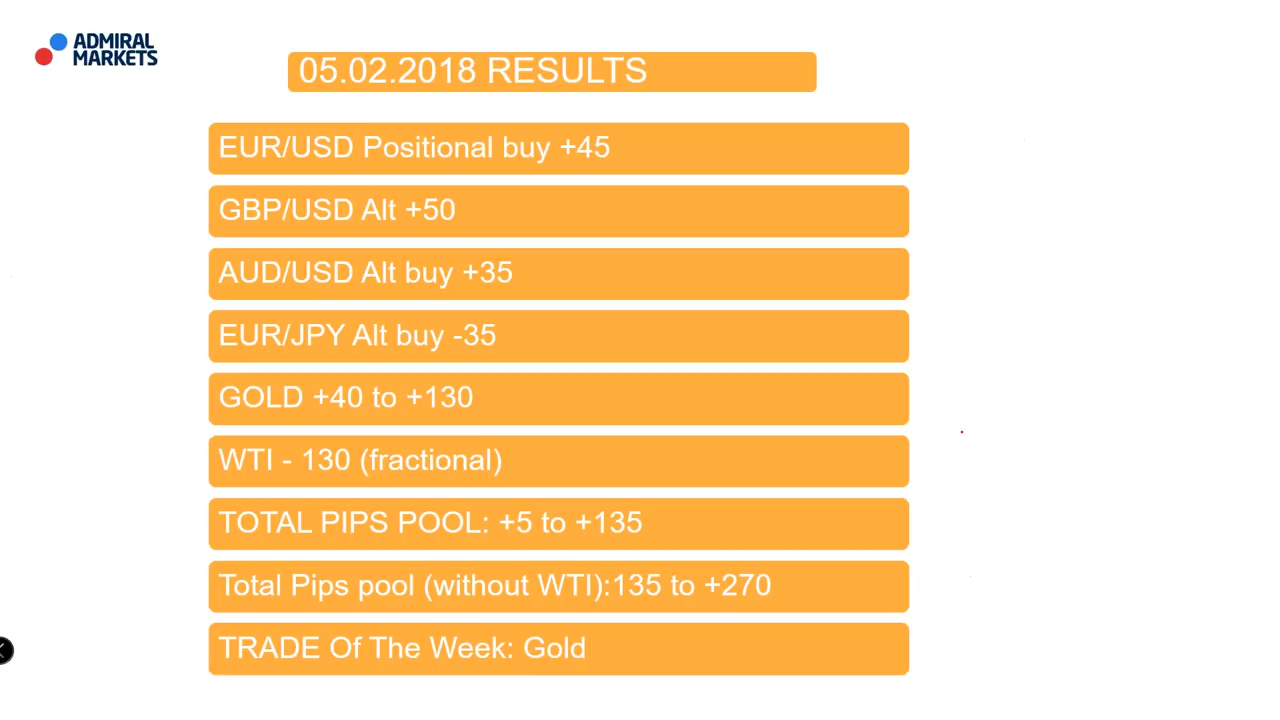 ADMIRAL
MARKETS
05.02.2018 RESULTS
EUR/USD Positional buy +45
GBP/USD Alt +50
AUD/USD Alt buy +35
EUR/JPY Alt buy -35
GOLD +40 to +130
WTI - 130 (fractional)
TOTAL PIPS POOL: +5 to +135
Total Pips pool (without WTI):135 to +270
TRADE Of The Week: Gold